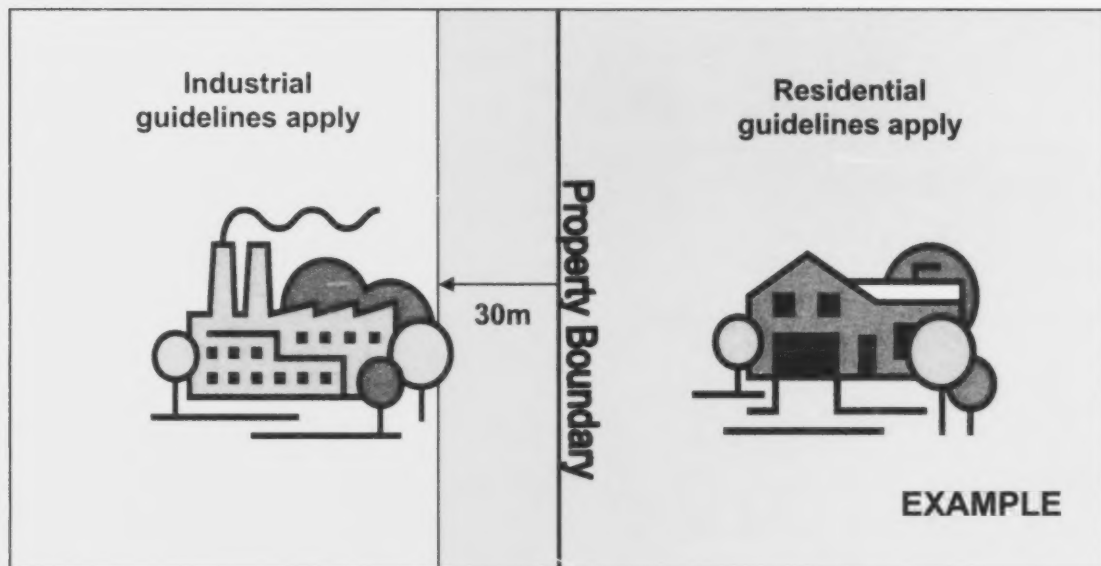 Industrial
guidelines apply
Residential
guidelines apply
30m
Property Boundary
EXAMPLE